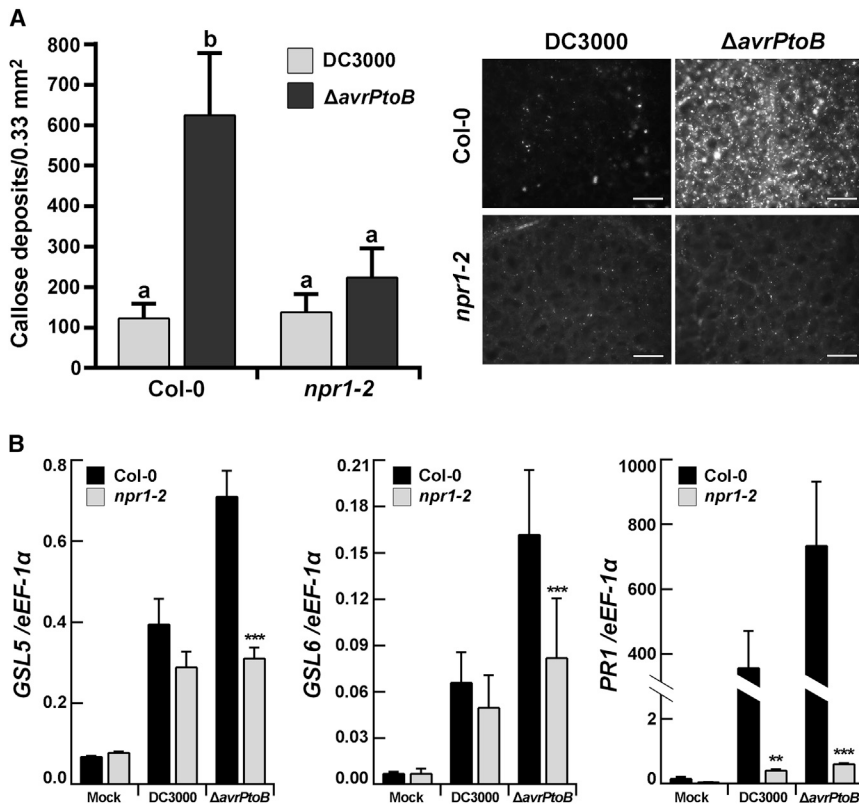 A
Callose deposits/0.33 mm²
800
700
600
500
400
300
200
100
0
a
b
a
a
DC3000
ΔavrPtoB
Col-0
npr1-2
DC3000
ΔavrPtoB
Col-0
npr1-2
B
GSL5 /eEF-1α
0.8
0.6
0.4
0.2
0.0
Col-0
npr1-2
***
Mock
DC3000
ΔavrPtoB
GSL6 /eEF-1α
0.21
0.18
0.15
0.12
0.09
0.06
0.03
0.00
Col-0
npr1-2
***
Mock
DC3000
ΔavrPtoB
PR1 /eEF-1α
1000
800
600
400
2
0
Col-0
npr1-2
**
***
Mock
DC3000
ΔavrPtoB